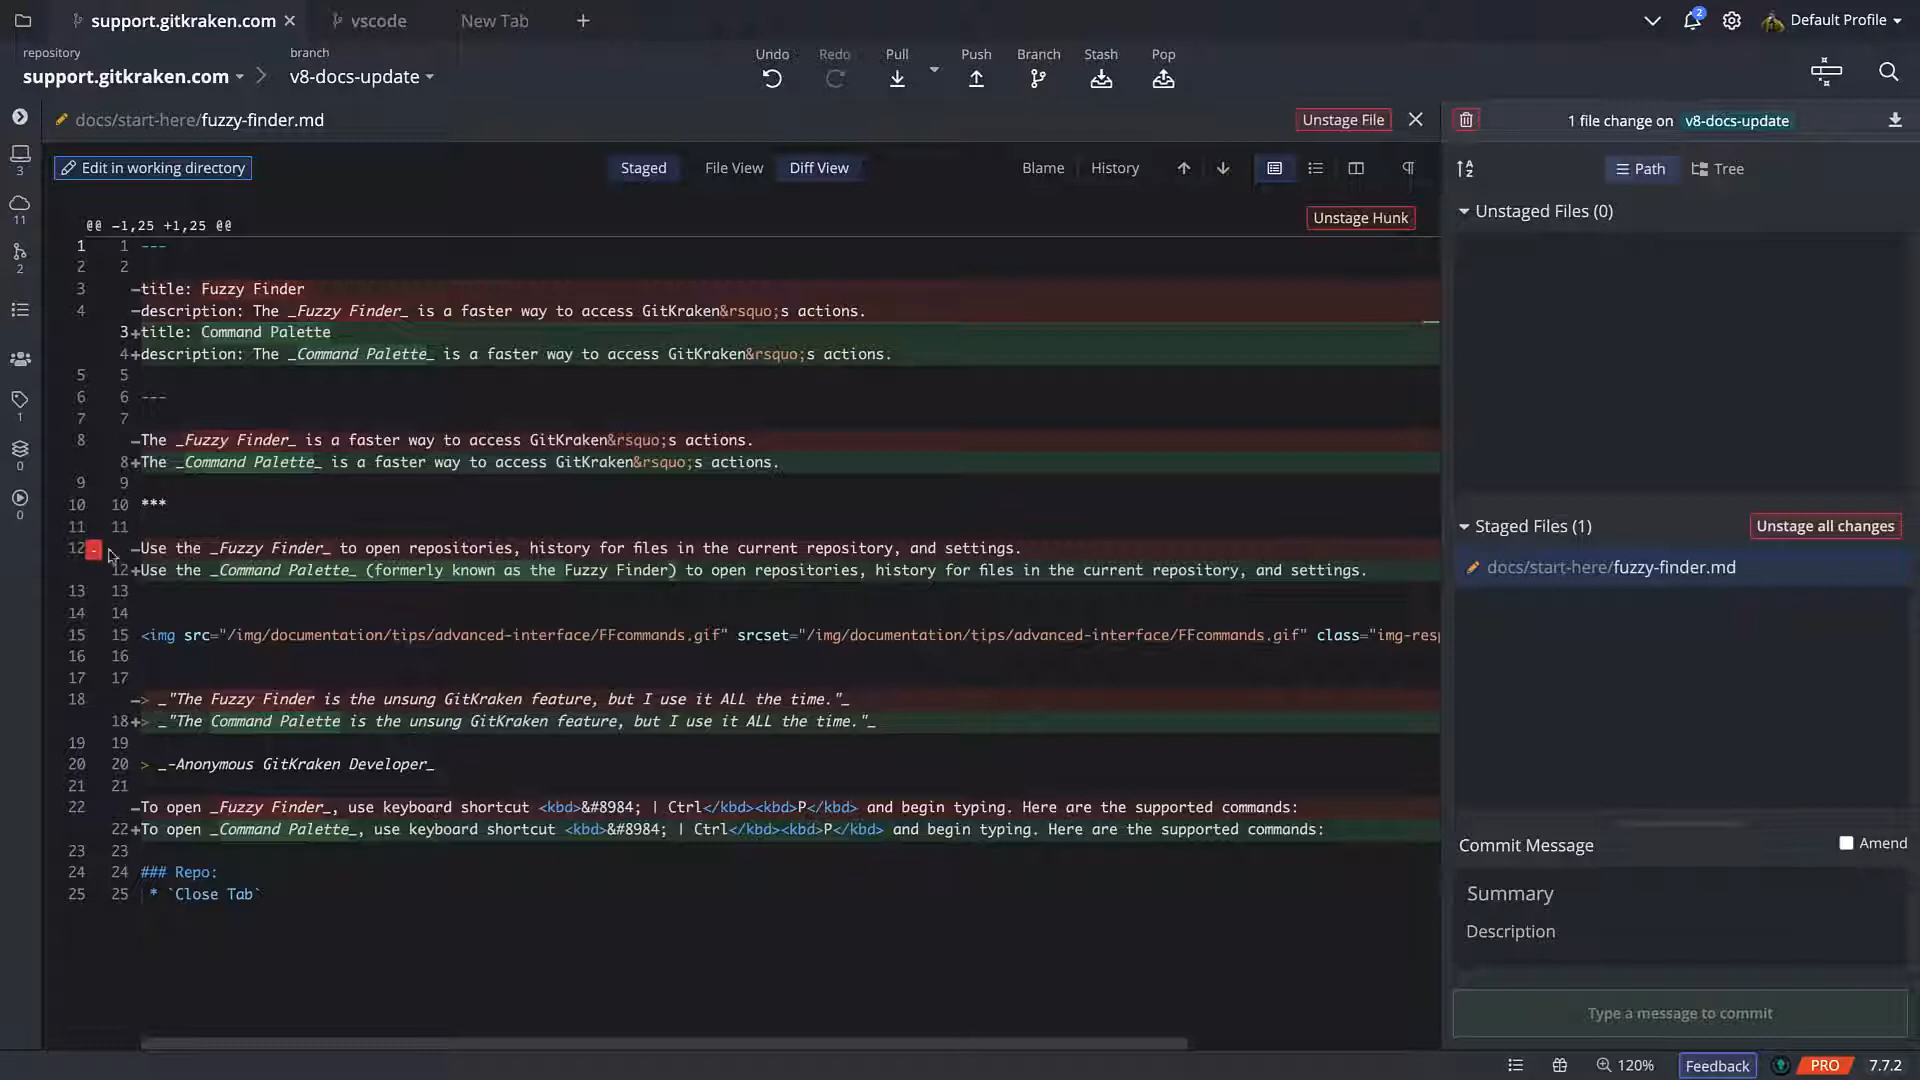 support.gitkraken.com
vscode
New Tab
2
Default Profile
repository
support.gitkraken.com
branch
v8-docs-update
Undo
Redo
Pull
Push
Branch
Stash
Pop
docs/start-here/fuzzy-finder.md
Unstage File
1 file change on v8-docs-update
Edit in working directory
Staged
File View
Diff View
Blame
History
Path
Tree
3
11
2
1
0
0
@@ -1,25 +1,25 @@
Unstage Hunk
1 1 ---
2 2
3 -title: Fuzzy Finder
4 -description: The _Fuzzy Finder_ is a faster way to access GitKraken&rsquo;s actions.
3+title: Command Palette
4+description: The _Command Palette_ is a faster way to access GitKraken&rsquo;s actions.
5 5
6 6 ---
7 7
8 -The _Fuzzy Finder_ is a faster way to access GitKraken&rsquo;s actions.
8+The _Command Palette_ is a faster way to access GitKraken&rsquo;s actions.
9 9
10 10 ***
11 11
12 - -Use the _Fuzzy Finder_ to open repositories, history for files in the current repository, and settings.
12+Use the _Command Palette_ (formerly known as the Fuzzy Finder) to open repositories, history for files in the current repository, and settings.
13 13
14 14
15 15 <img src="/img/documentation/tips/advanced-interface/FFcommands.gif" srcset="/img/documentation/tips/advanced-interface/FFcommands.gif" class="img-resp
16 16
17 17
18 -> _"The Fuzzy Finder is the unsung GitKraken feature, but I use it ALL the time."_
18+> _"The Command Palette is the unsung GitKraken feature, but I use it ALL the time."_
19 19
20 20 > _-Anonymous GitKraken Developer_
21 21
22 -To open _Fuzzy Finder_, use keyboard shortcut <kbd>&#8984; | Ctrl</kbd><kbd>P</kbd> and begin typing. Here are the supported commands:
22+To open _Command Palette_, use keyboard shortcut <kbd>&#8984; | Ctrl</kbd><kbd>P</kbd> and begin typing. Here are the supported commands:
23 23
24 24 ### Repo:
25 25 * `Close Tab`
Unstaged Files (0)
Staged Files (1)
Unstage all changes
docs/start-here/fuzzy-finder.md
Commit Message
Amend
Summary
Description
Type a message to commit
120%
Feedback
PRO
7.7.2